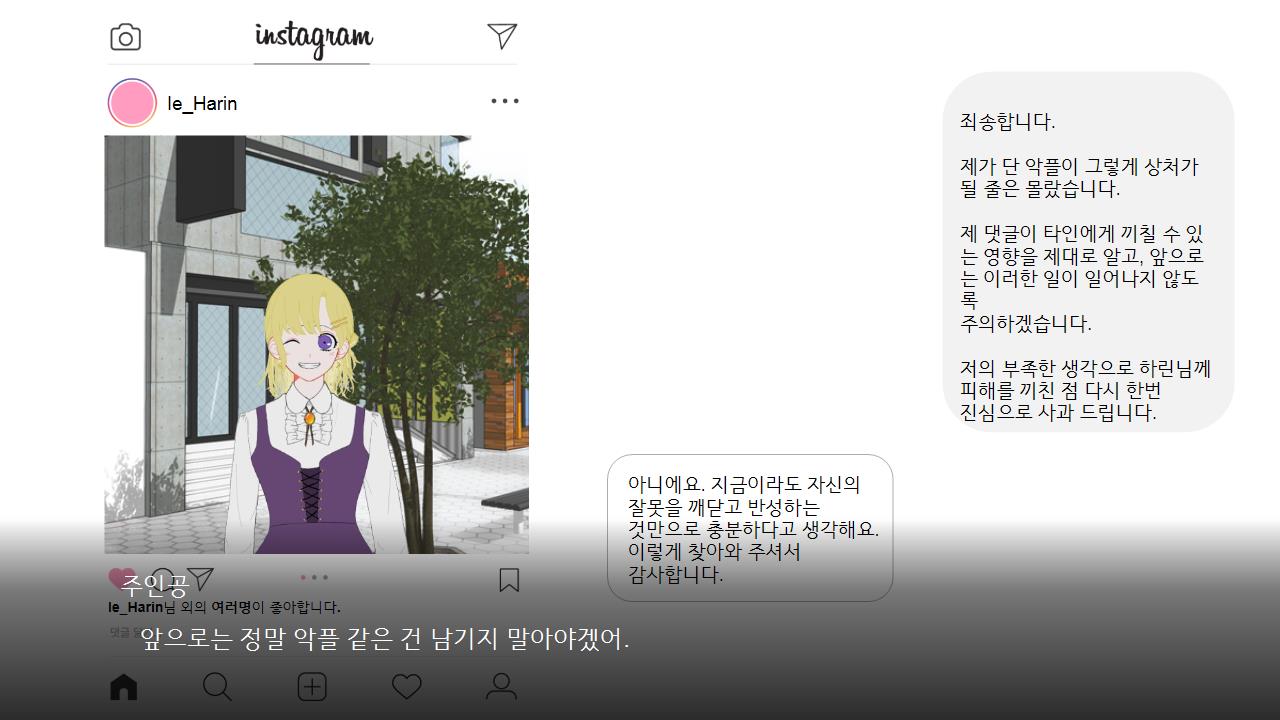 instagram
le_Harin
죄송합니다.
제가 단 악플이 그렇게 상처가
될 줄은 몰랐습니다.
제 댓글이 타인에게 끼칠 수 있
는 영향을 제대로 알고, 앞으로
는 이러한 일이 일어나지 않도
록
주의하겠습니다.
저의 부족한 생각으로 하린님께
피해를 끼친 점 다시 한번
진심으로 사과 드립니다.
아니에요. 지금이라도 자신의
잘못을 깨닫고 반성하는
것만으로 충분하다고 생각해요.
이렇게 찾아와 주셔서
감사합니다.
주인공
le_Harin님 외의 여러명이 좋아합니다.
댓글
앞으로는 정말 악플 같은 건 남기지 말아야겠어.